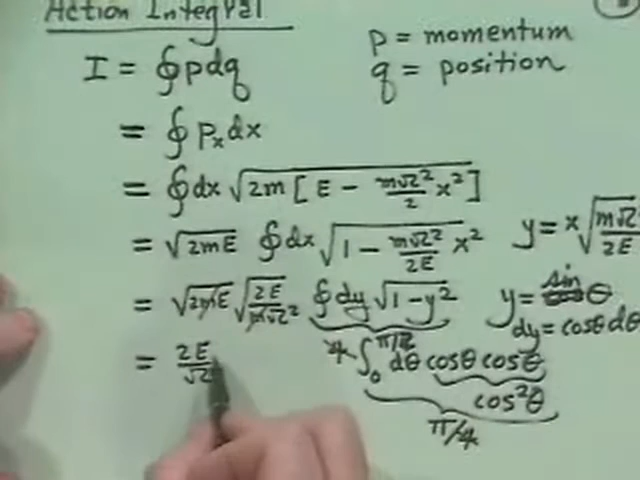 Action Integral
p = momentum
I = ∮pdq
q = position
= ∮ pₓdx
= ∮dx √(2m[E - mΩ²/2 x²])
= √(2mE) ∮dx √(1 - mΩ²/2E x²)
y = x √(mΩ²/2E)
= √(2mE) √(2E/mΩ²) ∮dy √(1-y²)
y = sin θ
dy = cosθ dθ
= 2E/Ω
4 ∫₀^π/2 dθ cosθ cosθ
cos²θ
π/4